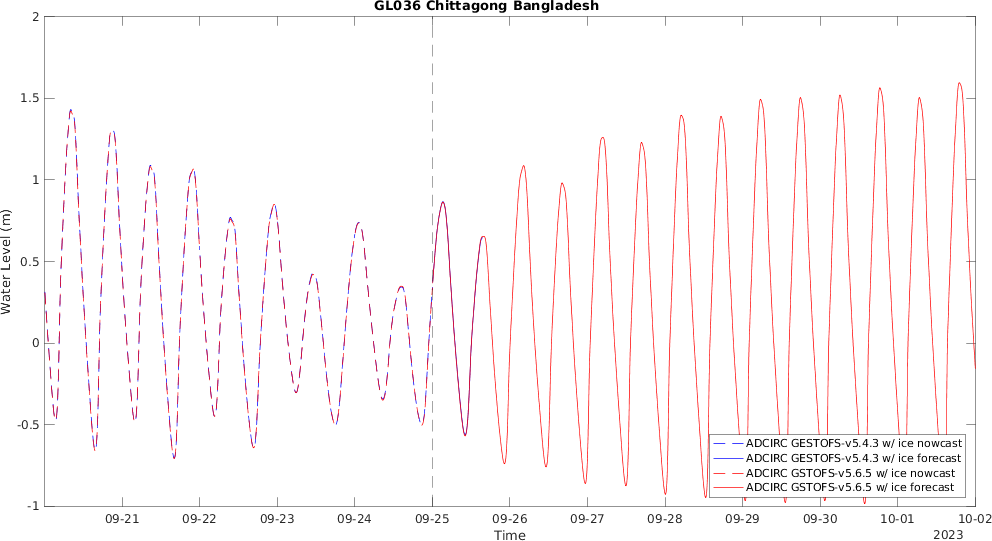 GL036 Chittagong Bangladesh
2
1.5
1
0.5
0
-0.5
-1
Water Level (m)
09-21
09-22
09-23
09-24
09-25
09-26
09-27
09-28
09-29
09-30
10-01
10-02
2023
Time
ADCIRC GESTOFS-v5.4.3 w/ ice nowcast
ADCIRC GESTOFS-v5.4.3 w/ ice forecast
ADCIRC GSTOFS-v5.6.5 w/ ice nowcast
ADCIRC GSTOFS-v5.6.5 w/ ice forecast